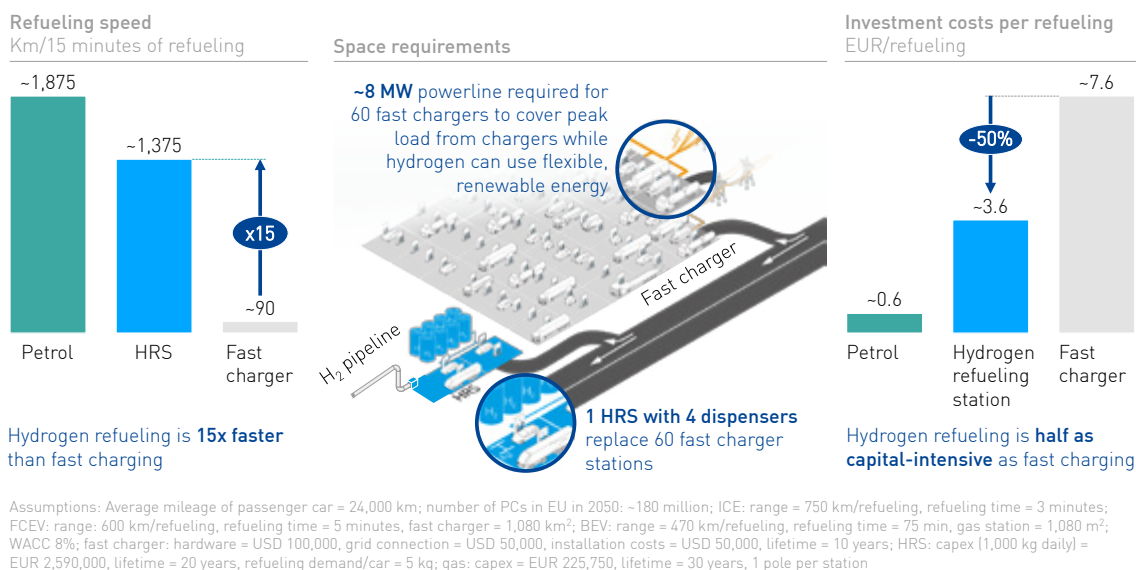 Refueling speed
Km/15 minutes of refueling
~1,875
~1,375
x15
~90
Petrol
HRS
Fast
charger
Hydrogen refueling is 15x faster
than fast charging
Space requirements
~8 MW powerline required for
60 fast chargers to cover peak
load from chargers while
hydrogen can use flexible,
renewable energy
Fast charger
H₂ pipeline
1 HRS with 4 dispensers
replace 60 fast charger
stations
Investment costs per refueling
EUR/refueling
~7.6
-50%
~3.6
~0.6
Petrol
Hydrogen
refueling
station
Fast
charger
Hydrogen refueling is half as
capital-intensive as fast charging
Assumptions: Average mileage of passenger car = 24,000 km; number of PCs in EU in 2050: ~180 million; ICE: range = 750 km/refueling, refueling time = 3 minutes;
FCEV: range: 600 km/refueling, refueling time = 5 minutes, fast charger = 1,080 km²; BEV: range = 470 km/refueling, refueling time = 75 min, gas station = 1,080 m²;
WACC 8%; fast charger: hardware = USD 100,000, grid connection = USD 50,000, installation costs = USD 50,000, lifetime = 10 years; HRS: capex (1,000 kg daily) =
EUR 2,590,000, lifetime = 20 years, refueling demand/car = 5 kg; gas: capex = EUR 225,750, lifetime = 30 years, 1 pole per station